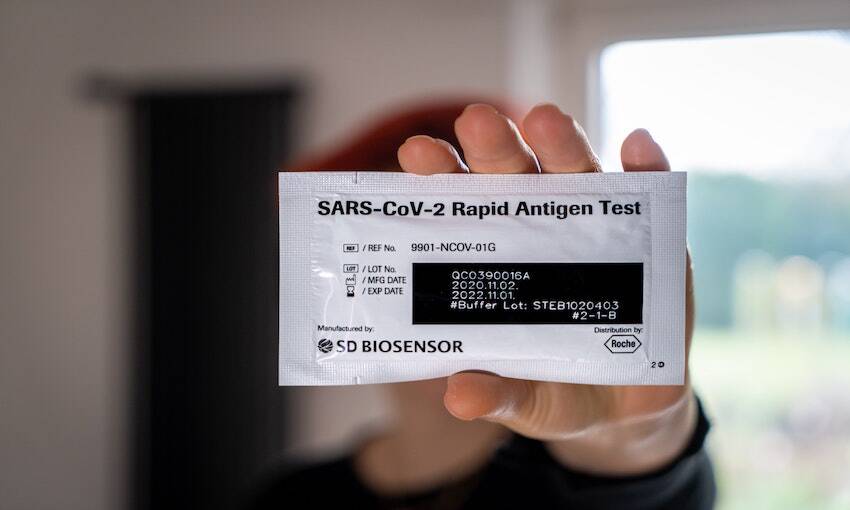 SARS-CoV-2 Rapid Antigen Test
REF / REF No. 9901-NCOV-01G
LOT / LOT No. QC0390016A
/ MFG DATE 2020.11.02.
/ EXP DATE 2022.11.01.
#Buffer Lot: STEB1020403
#2-1-B
Manufactured by: Distribution by:
SD BIOSENSOR Roche
2